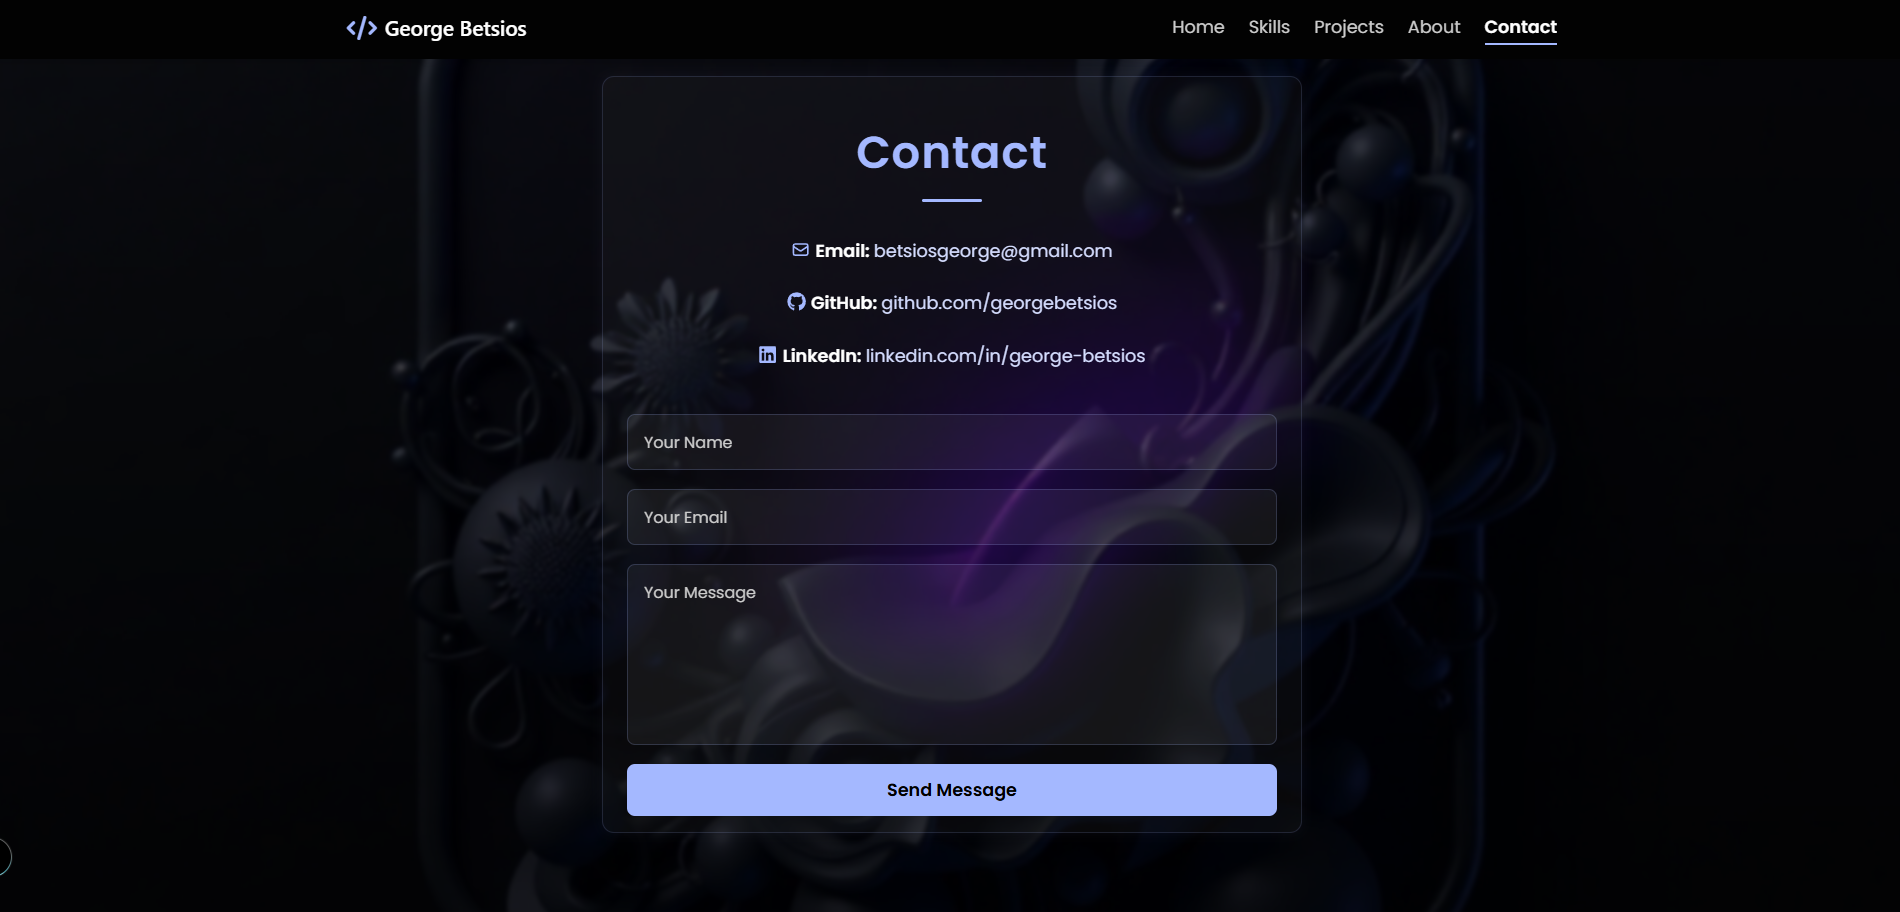 </> George Betsios
Home Skills Projects About Contact
Contact
Email: betsiosgeorge@gmail.com
GitHub: github.com/georgebetsios
LinkedIn: linkedin.com/in/george-betsios
Your Name
Your Email
Your Message
Send Message